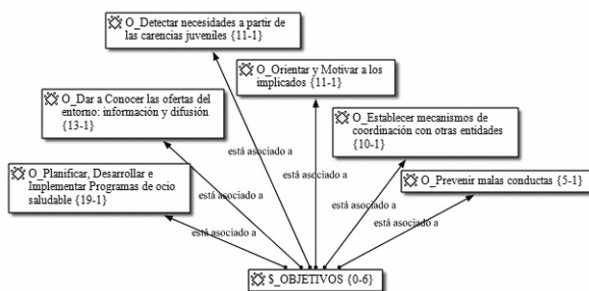 O_Detectar necesidades a partir de
las carencias juveniles {11-1}
O_Orientar y Motivar a los
implicados {11-1}
O_Dar a Conocer las ofertas del
entorno: información y difusión
{13-1}
O_Establecer mecanismos de
coordinación con otras entidades
{10-1}
está asociado a
está asociado a
O_Planificar, Desarrollar e
Implementar Programas de ocio
saludable {19-1}
O_Prevenir malas conductas {5-1}
está asociado a
está asociado a
está asociado a
está asociado a
$_OBJETIVOS {0-6}